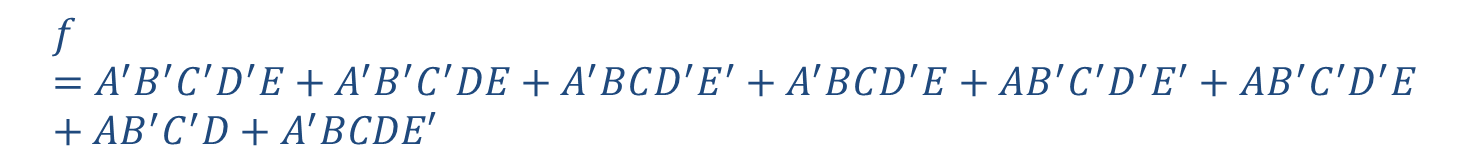 f
= A′B′C′D′E + A′B′C′DE + A′BCD′E′ + A′BCD′E + AB′C′D′E′ + AB′C′D′E
+ AB′C′D + A′BCDE′